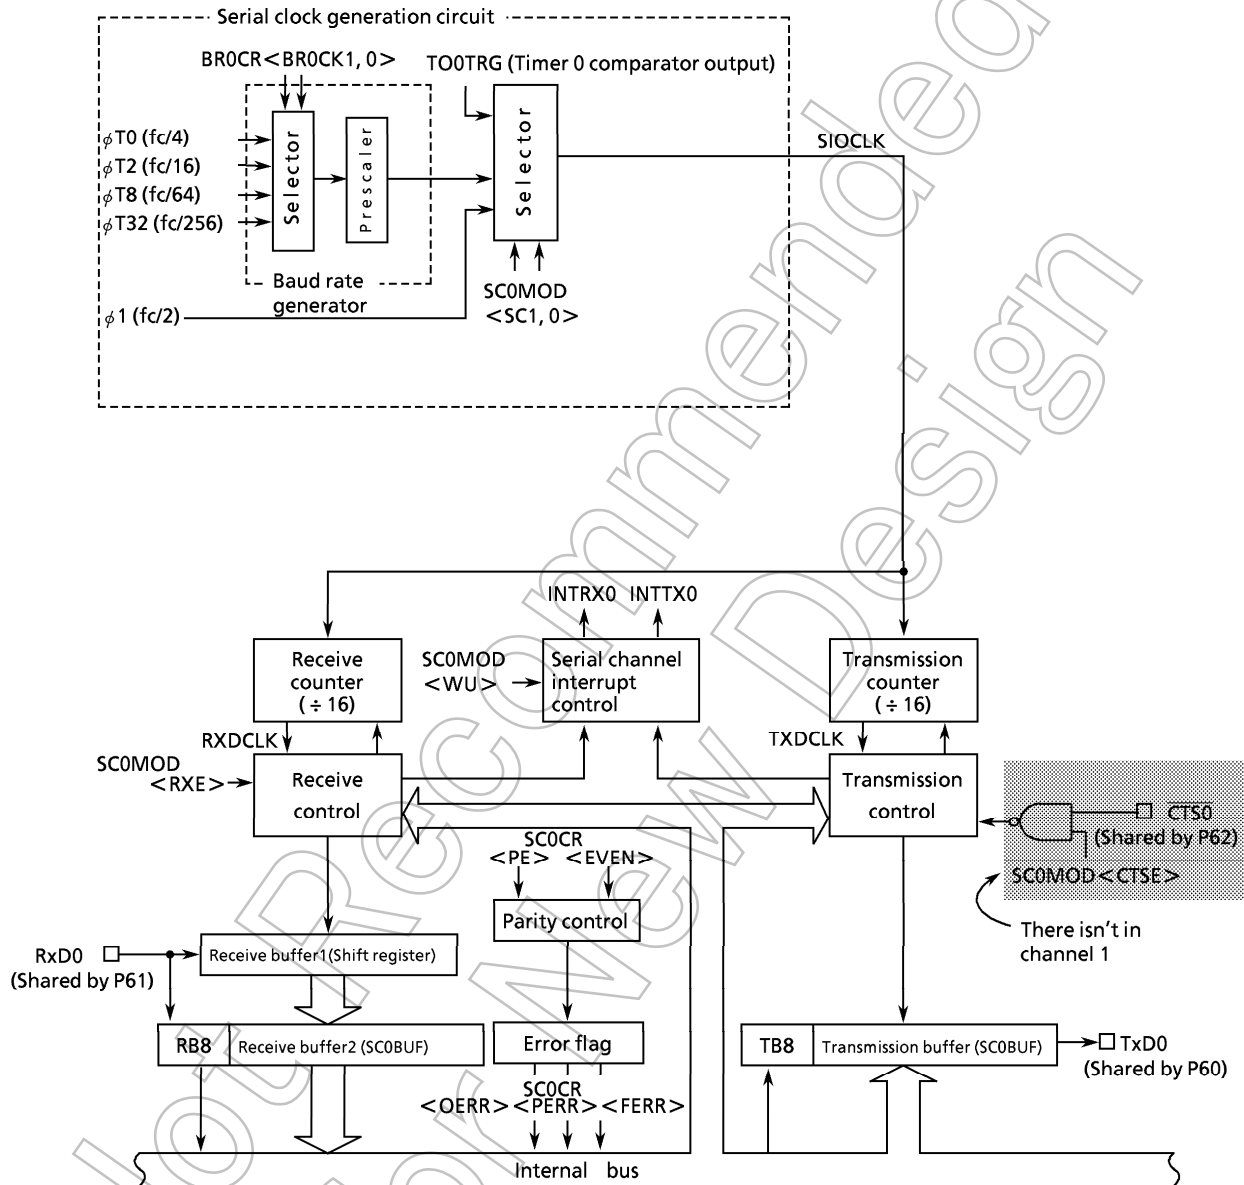 Serial clock generation circuit
BR0CR<BR0CK1, 0>
TO0TRG (Timer 0 comparator output)
φT0 (fc/4)
φT2 (fc/16)
φT8 (fc/64)
φT32 (fc/256)
Selector
Prescaler
Selector
SIOCLK
Baud rate
generator
SC0MOD
<SC1, 0>
φ1 (fc/2)
INTRX0 INTTX0
Receive
counter
(÷16)
SC0MOD
<WU>
Serial channel
interrupt
control
Transmission
counter
(÷16)
RXDCLK
TXDCLK
SC0MOD
<RXE>
Receive
control
Transmission
control
CTS0
(Shared by P62)
SC0MOD<CTSE>
There isn't in
channel 1
SC0CR
<PE> <EVEN>
Parity control
RxD0
(Shared by P61)
Receive buffer1(Shift register)
RB8
Receive buffer2 (SC0BUF)
Error flag
TB8
Transmission buffer (SC0BUF)
TxD0
(Shared by P60)
SC0CR
<OERR> <PERR> <FERR>
Internal bus
Not Recommended
for New Design